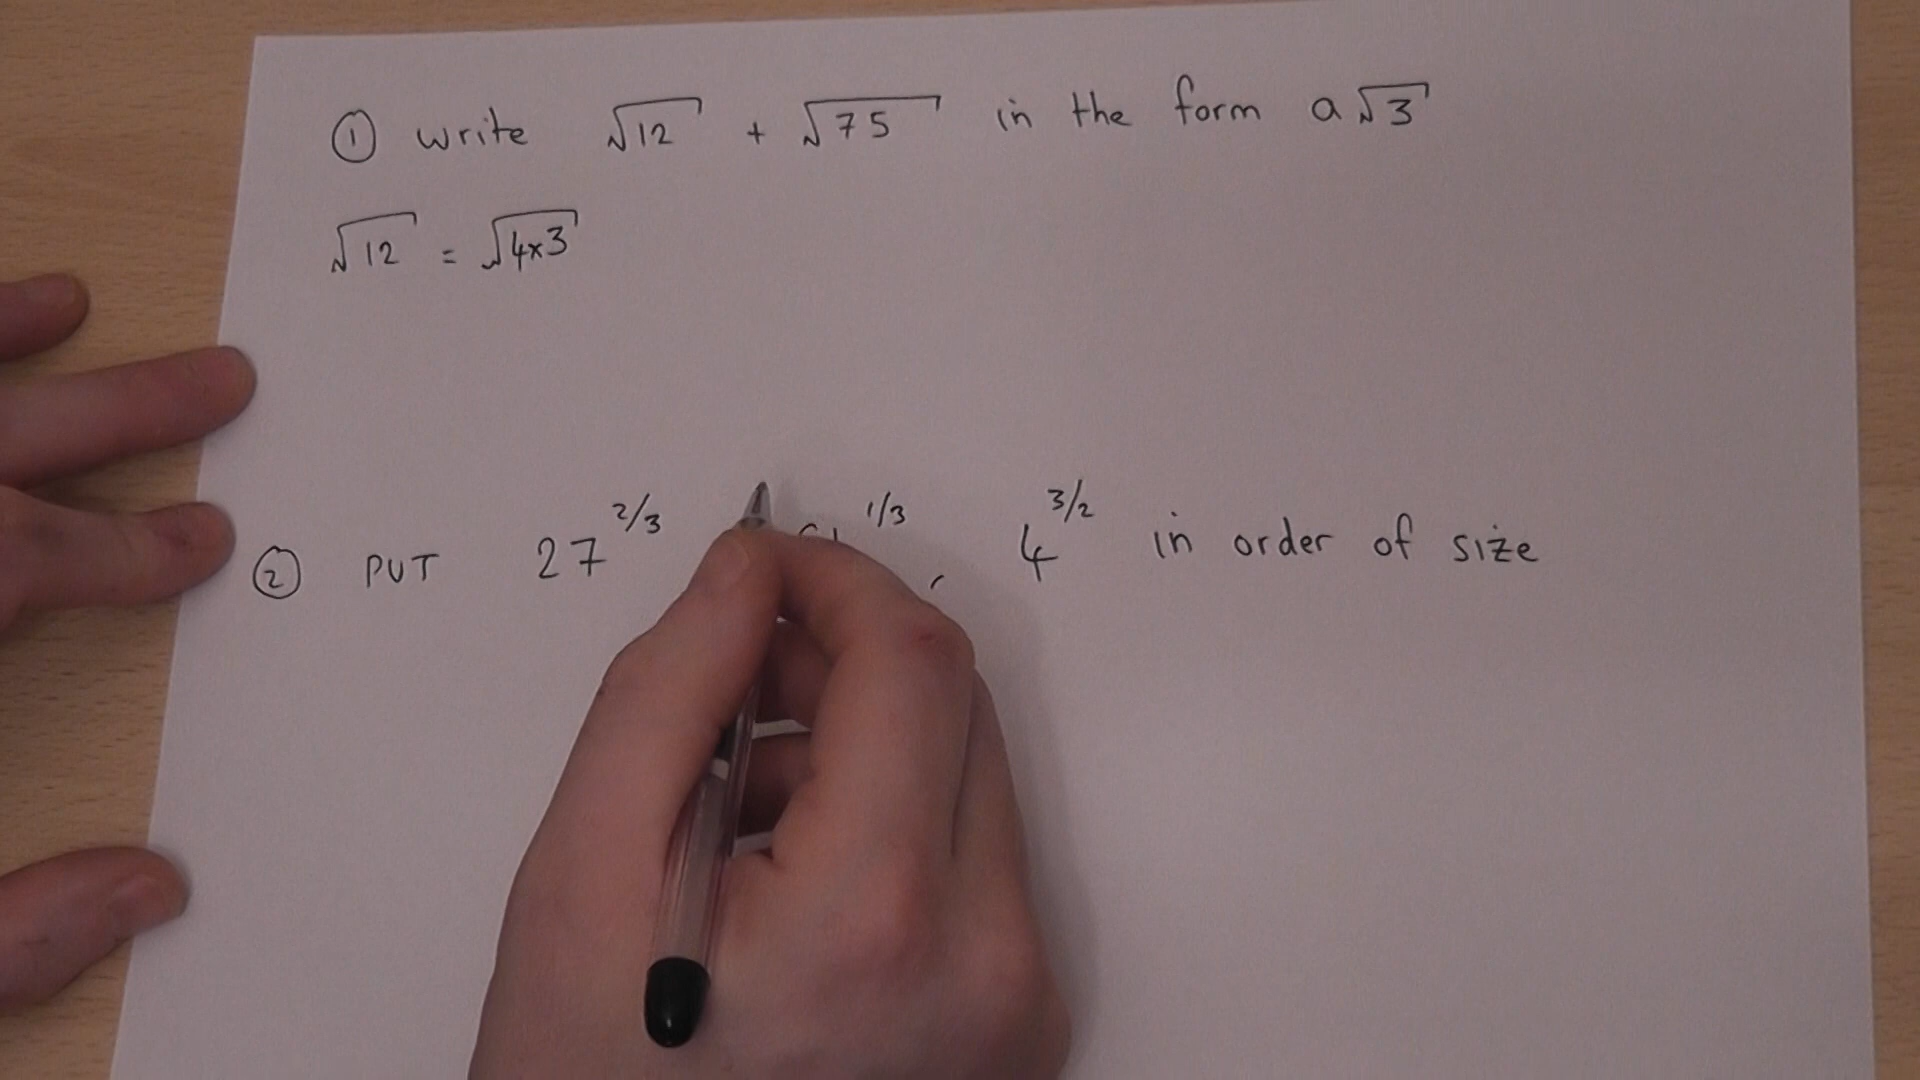 ① Write √12 + √75 in the form a√3
√12 = √4x3
② PUT 27^2/3 ^1/3, 4^3/2 in order of size